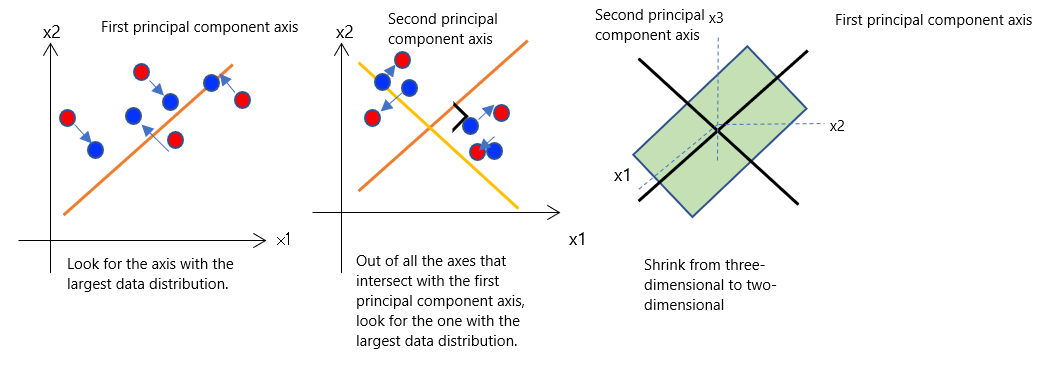 First principal component axis
x2
x1
Look for the axis with the
largest data distribution.
Second principal
component axis
x2
x1
Out of all the axes that
intersect with the first
principal component axis,
look for the one with the
largest data distribution.
Second principal
component axis
x3
First principal component axis
x2
x1
Shrink from three-
dimensional to two-
dimensional